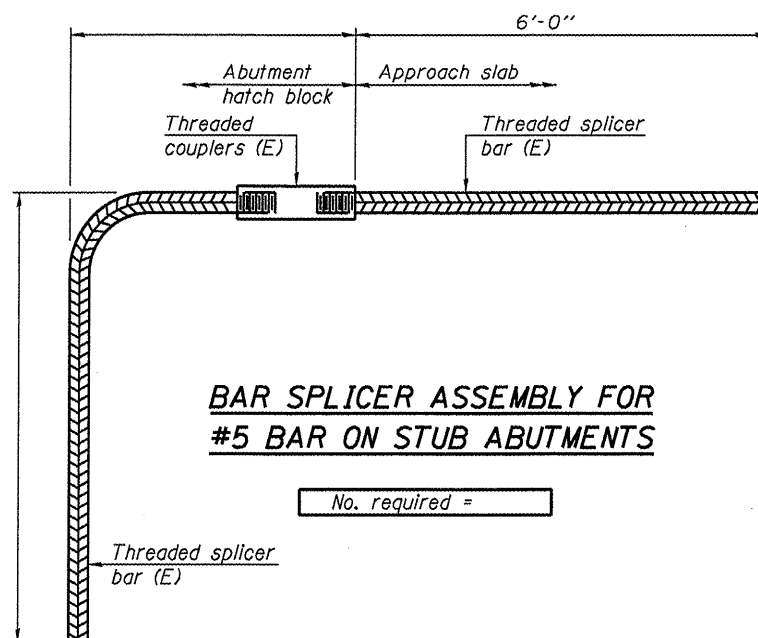 6'-0"
Abutment
hatch block
Approach slab
Threaded
couplers (E)
Threaded splicer
bar (E)
BAR SPLICER ASSEMBLY FOR
#5 BAR ON STUB ABUTMENTS
No. required =
Threaded splicer
bar (E)